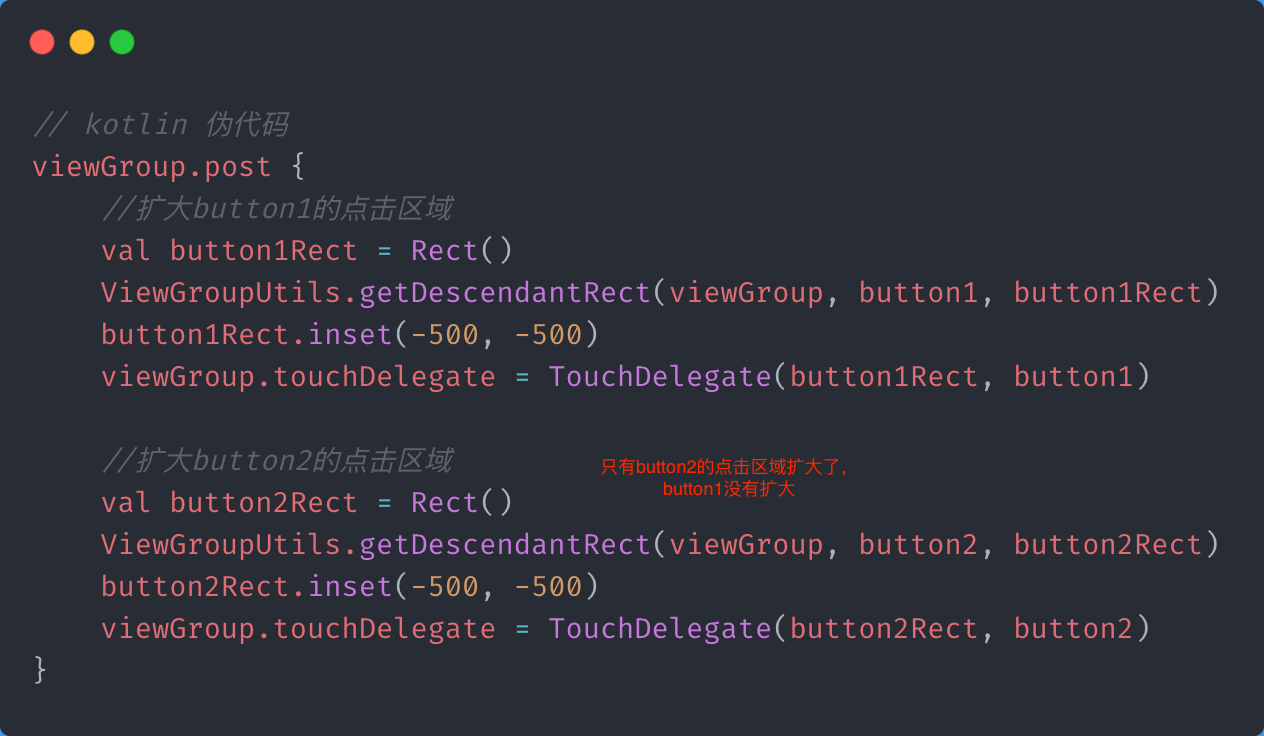 // kotlin 伪代码
viewGroup.post {
//扩大button1的点击区域
val button1Rect = Rect()
ViewGroupUtils.getDescendantRect(viewGroup, button1, button1Rect)
button1Rect.inset(-500, -500)
viewGroup.touchDelegate = TouchDelegate(button1Rect, button1)
//扩大button2的点击区域
只有button2的点击区域扩大了,
button1没有扩大
val button2Rect = Rect()
ViewGroupUtils.getDescendantRect(viewGroup, button2, button2Rect)
button2Rect.inset(-500, -500)
viewGroup.touchDelegate = TouchDelegate(button2Rect, button2)
}